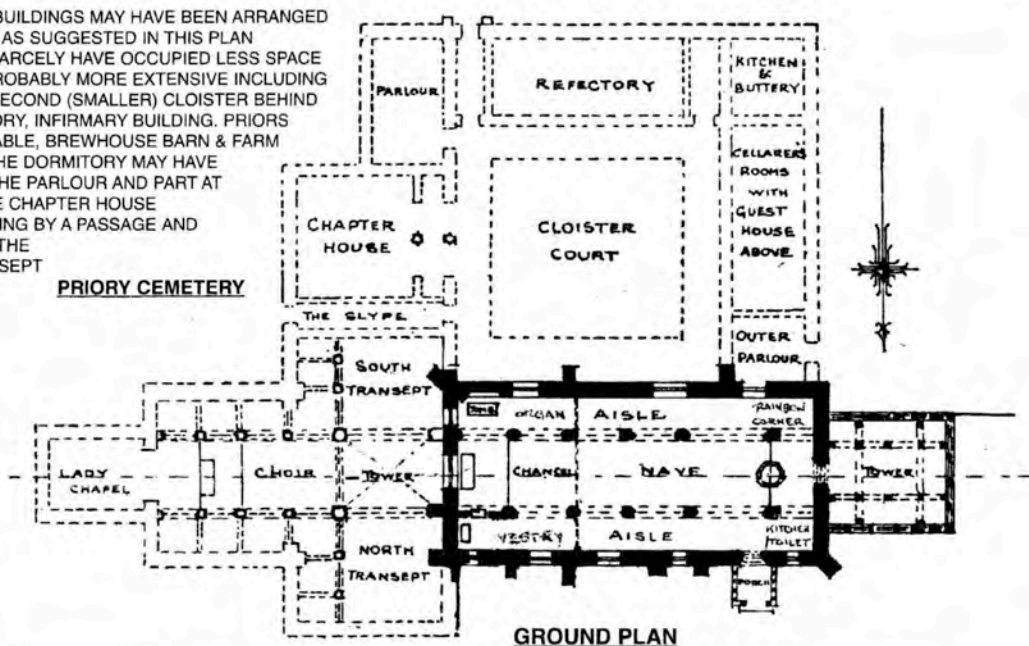 BUILDINGS MAY HAVE BEEN ARRANGED
AS SUGGESTED IN THIS PLAN
ARCELY HAVE OCCUPIED LESS SPACE
ROBABLY MORE EXTENSIVE INCLUDING
ECOND (SMALLER) CLOISTER BEHIND
ORY, INFIRMARY BUILDING. PRIORS
ABLE, BREWHOUSE BARN & FARM
HE DORMITORY MAY HAVE
HE PARLOUR AND PART AT
E CHAPTER HOUSE
ING BY A PASSAGE AND
THE
SEPT
PRIORY CEMETERY
PARLOUR
REFECTORY
KITCHEN
&
BUTTERY
CELLARERS
ROOMS
WITH
GUEST
HOUSE
ABOVE
CHAPTER
HOUSE
CLOISTER
COURT
THE SLYPE
OUTER
PARLOUR
SOUTH
TRANSEPT
ORGAN
AISLE
RAINBOW
CORNER
LADY
CHAPEL
CHOIR
TOWER
CHANCEL
NAVE
TOWER
VESTRY
AISLE
KITCHEN
TOILET
NORTH
TRANSEPT
PORCH
GROUND PLAN